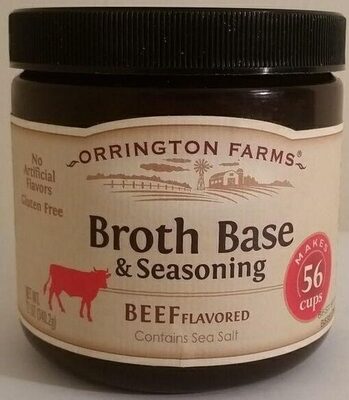 ORRINGTON FARMS®
No
Artificial
Flavors
Gluten Free
Broth Base
& Seasoning
MAKES
56
cups
BEEF FLAVORED
Contains Sea Salt
NET WT.